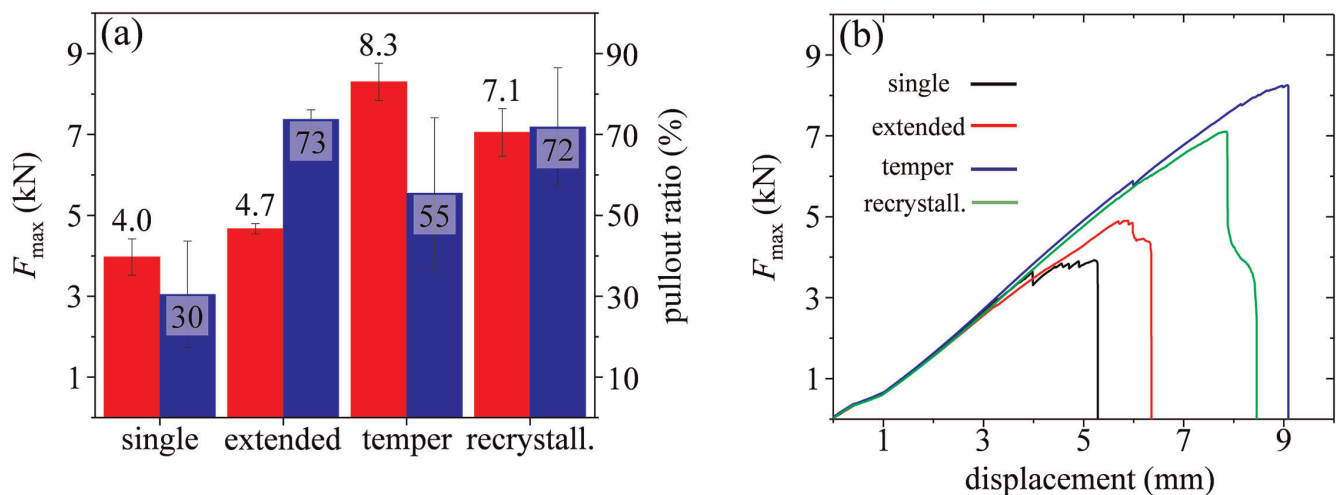 (a)
9
7
5
3
1
F max (kN)
4.0
4.7
8.3
7.1
30
73
55
72
90
70
50
30
10
pullout ratio (%)
single extended temper recrystall.
(b)
9
7
5
3
1
F max (kN)
single
extended
temper
recrystall.
1 3 5 7 9
displacement (mm)